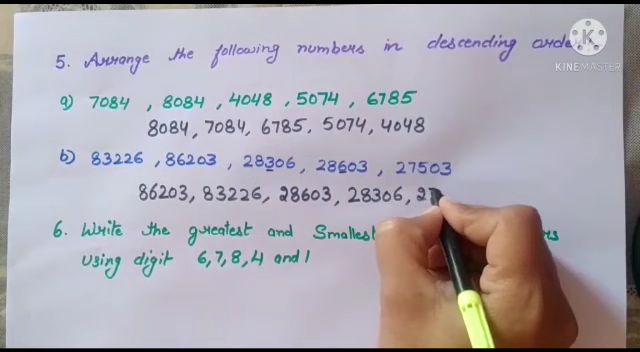 5. Arrange the following numbers in descending order
a) 7084 , 8084 , 4048 , 5074 , 6785
8084, 7084, 6785, 5074, 4048
b) 83226 , 86203 , 28306 , 28603 , 27503
86203, 83226, 28603, 28306, 27
6. Write the greatest and Smallest
using digit 6,7,8,4 and 1
K
KINEMASTER